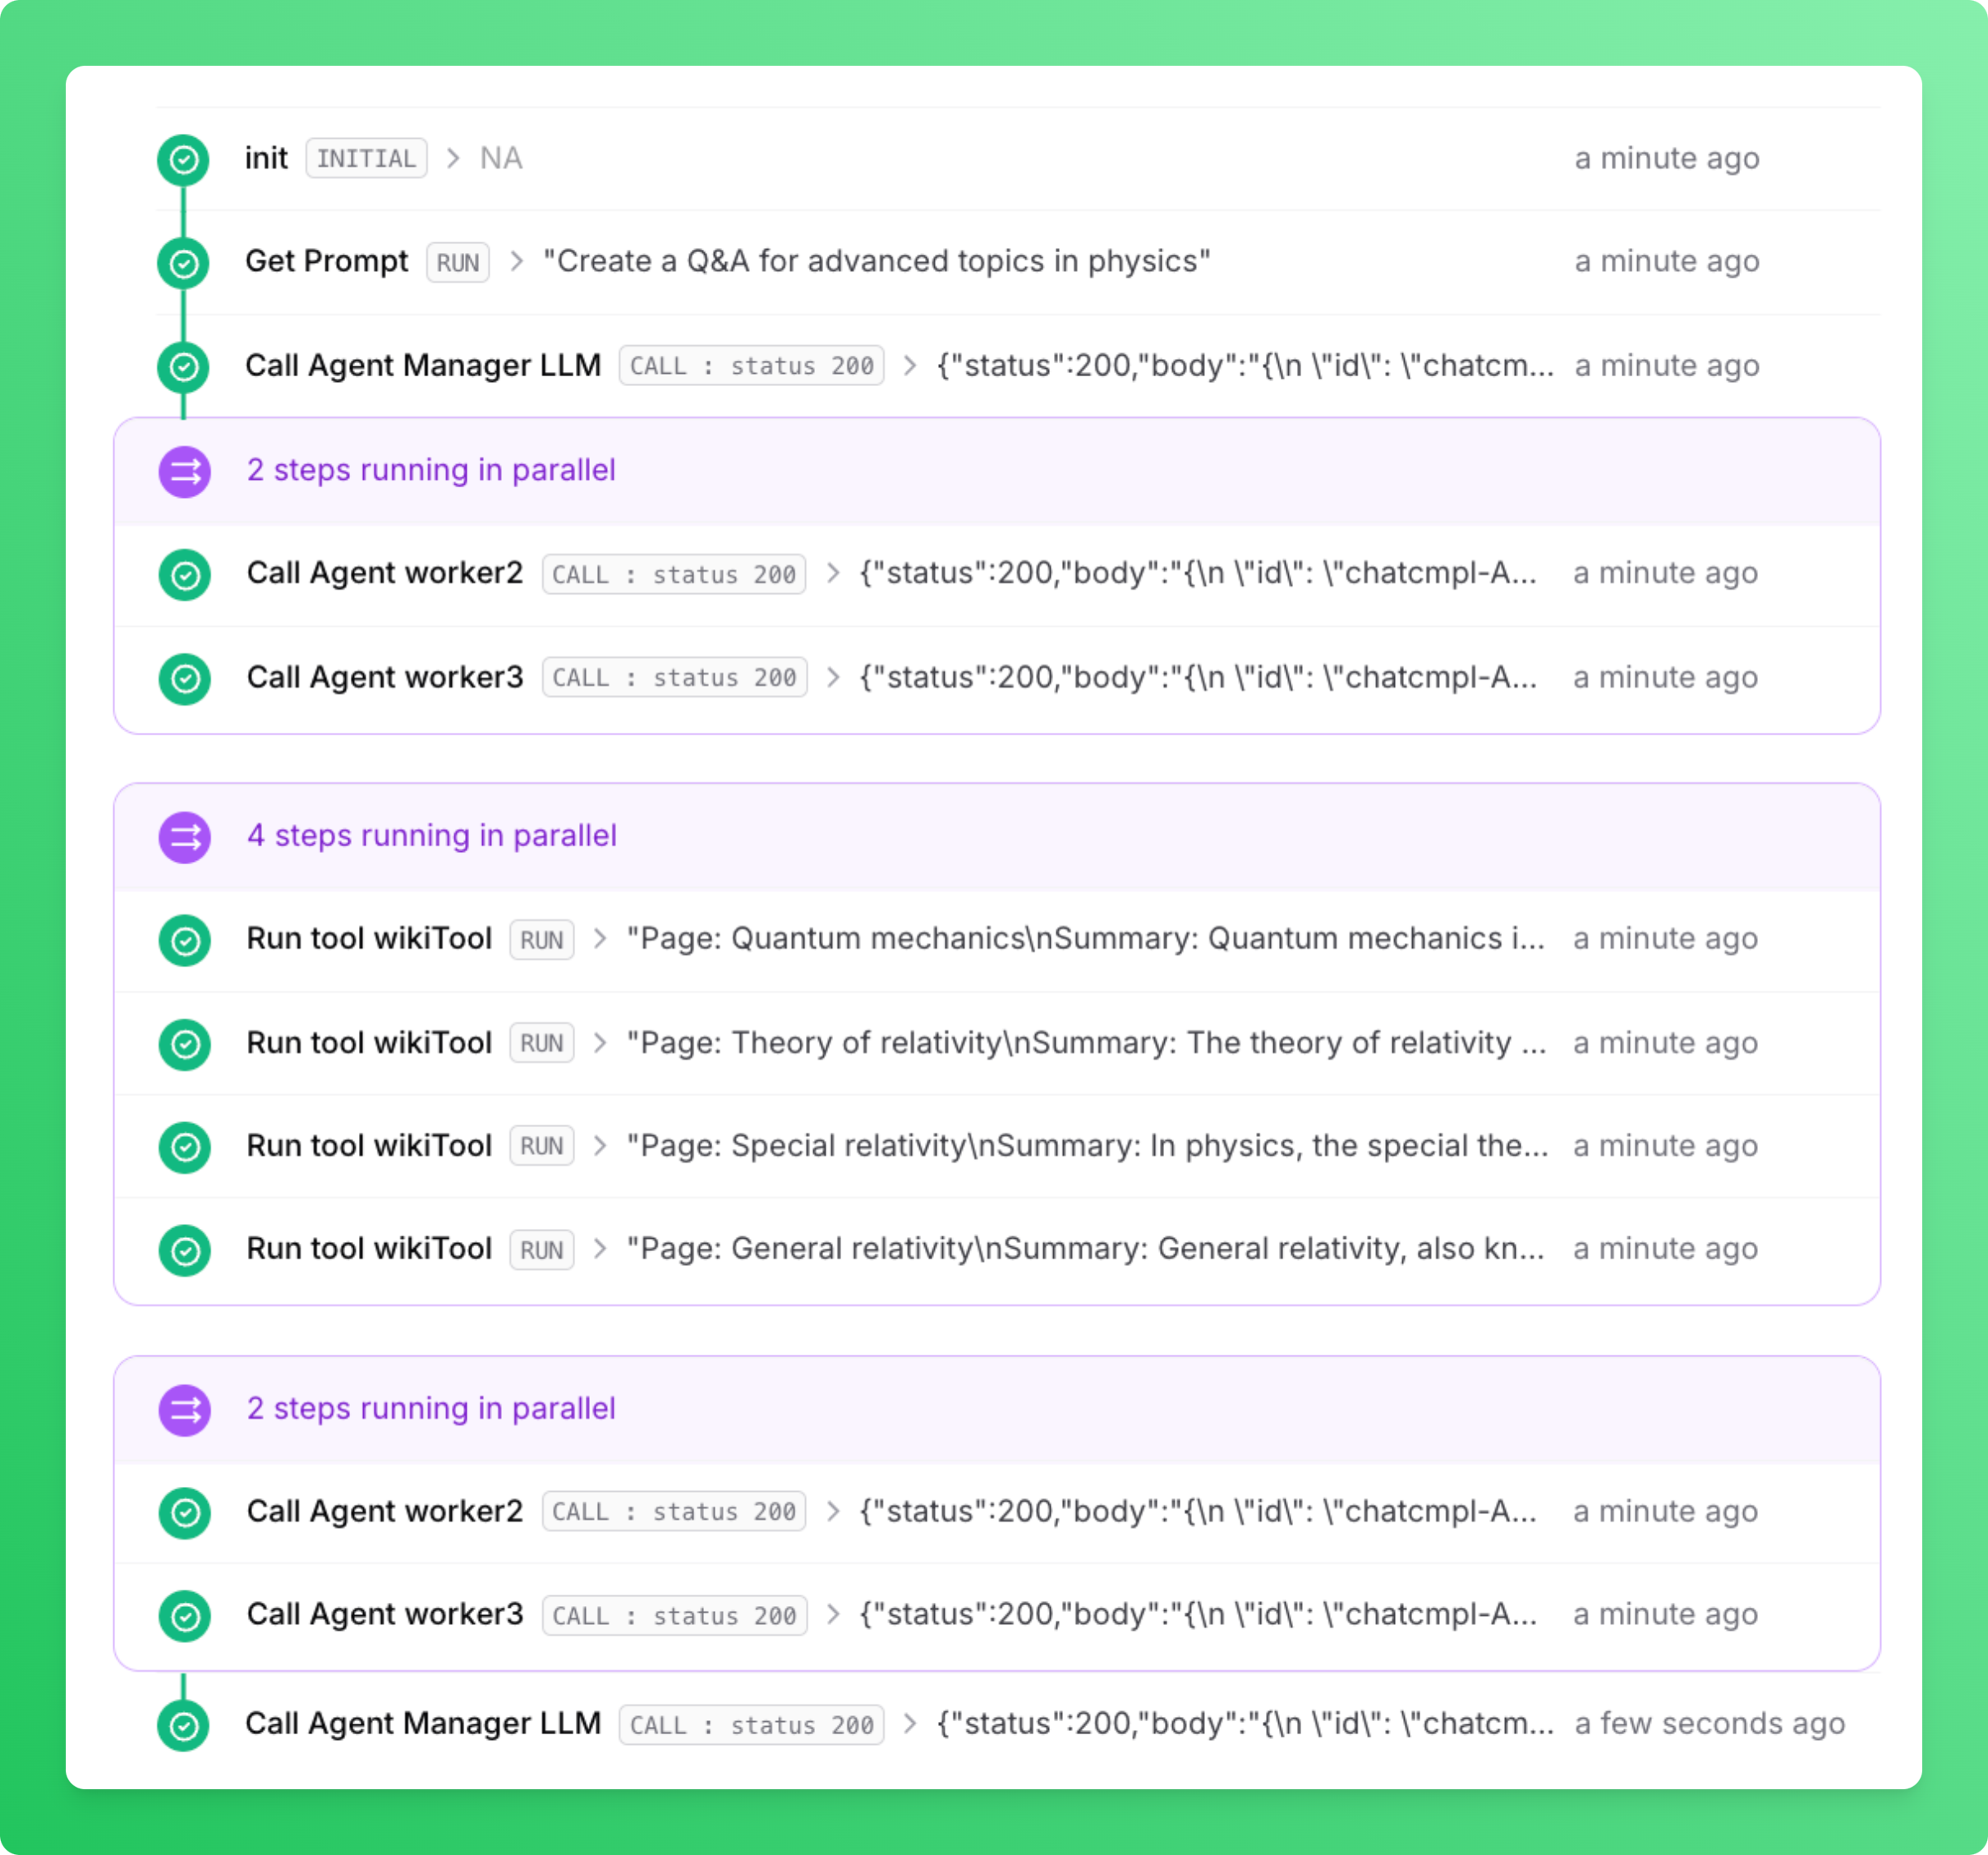 init INITIAL > NA a minute ago
Get Prompt RUN > "Create a Q&A for advanced topics in physics" a minute ago
Call Agent Manager LLM CALL : status 200 > {"status":200,"body":"{\n \"id\": \"chatcm... a minute ago
2 steps running in parallel
Call Agent worker2 CALL : status 200 > {"status":200,"body":"{\n \"id\": \"chatcmpl-A... a minute ago
Call Agent worker3 CALL : status 200 > {"status":200,"body":"{\n \"id\": \"chatcmpl-A... a minute ago
4 steps running in parallel
Run tool wikiTool RUN > "Page: Quantum mechanics\nSummary: Quantum mechanics i... a minute ago
Run tool wikiTool RUN > "Page: Theory of relativity\nSummary: The theory of relativity ... a minute ago
Run tool wikiTool RUN > "Page: Special relativity\nSummary: In physics, the special the... a minute ago
Run tool wikiTool RUN > "Page: General relativity\nSummary: General relativity, also kn... a minute ago
2 steps running in parallel
Call Agent worker2 CALL : status 200 > {"status":200,"body":"{\n \"id\": \"chatcmpl-A... a minute ago
Call Agent worker3 CALL : status 200 > {"status":200,"body":"{\n \"id\": \"chatcmpl-A... a minute ago
Call Agent Manager LLM CALL : status 200 > {"status":200,"body":"{\n \"id\": \"chatcm... a few seconds ago